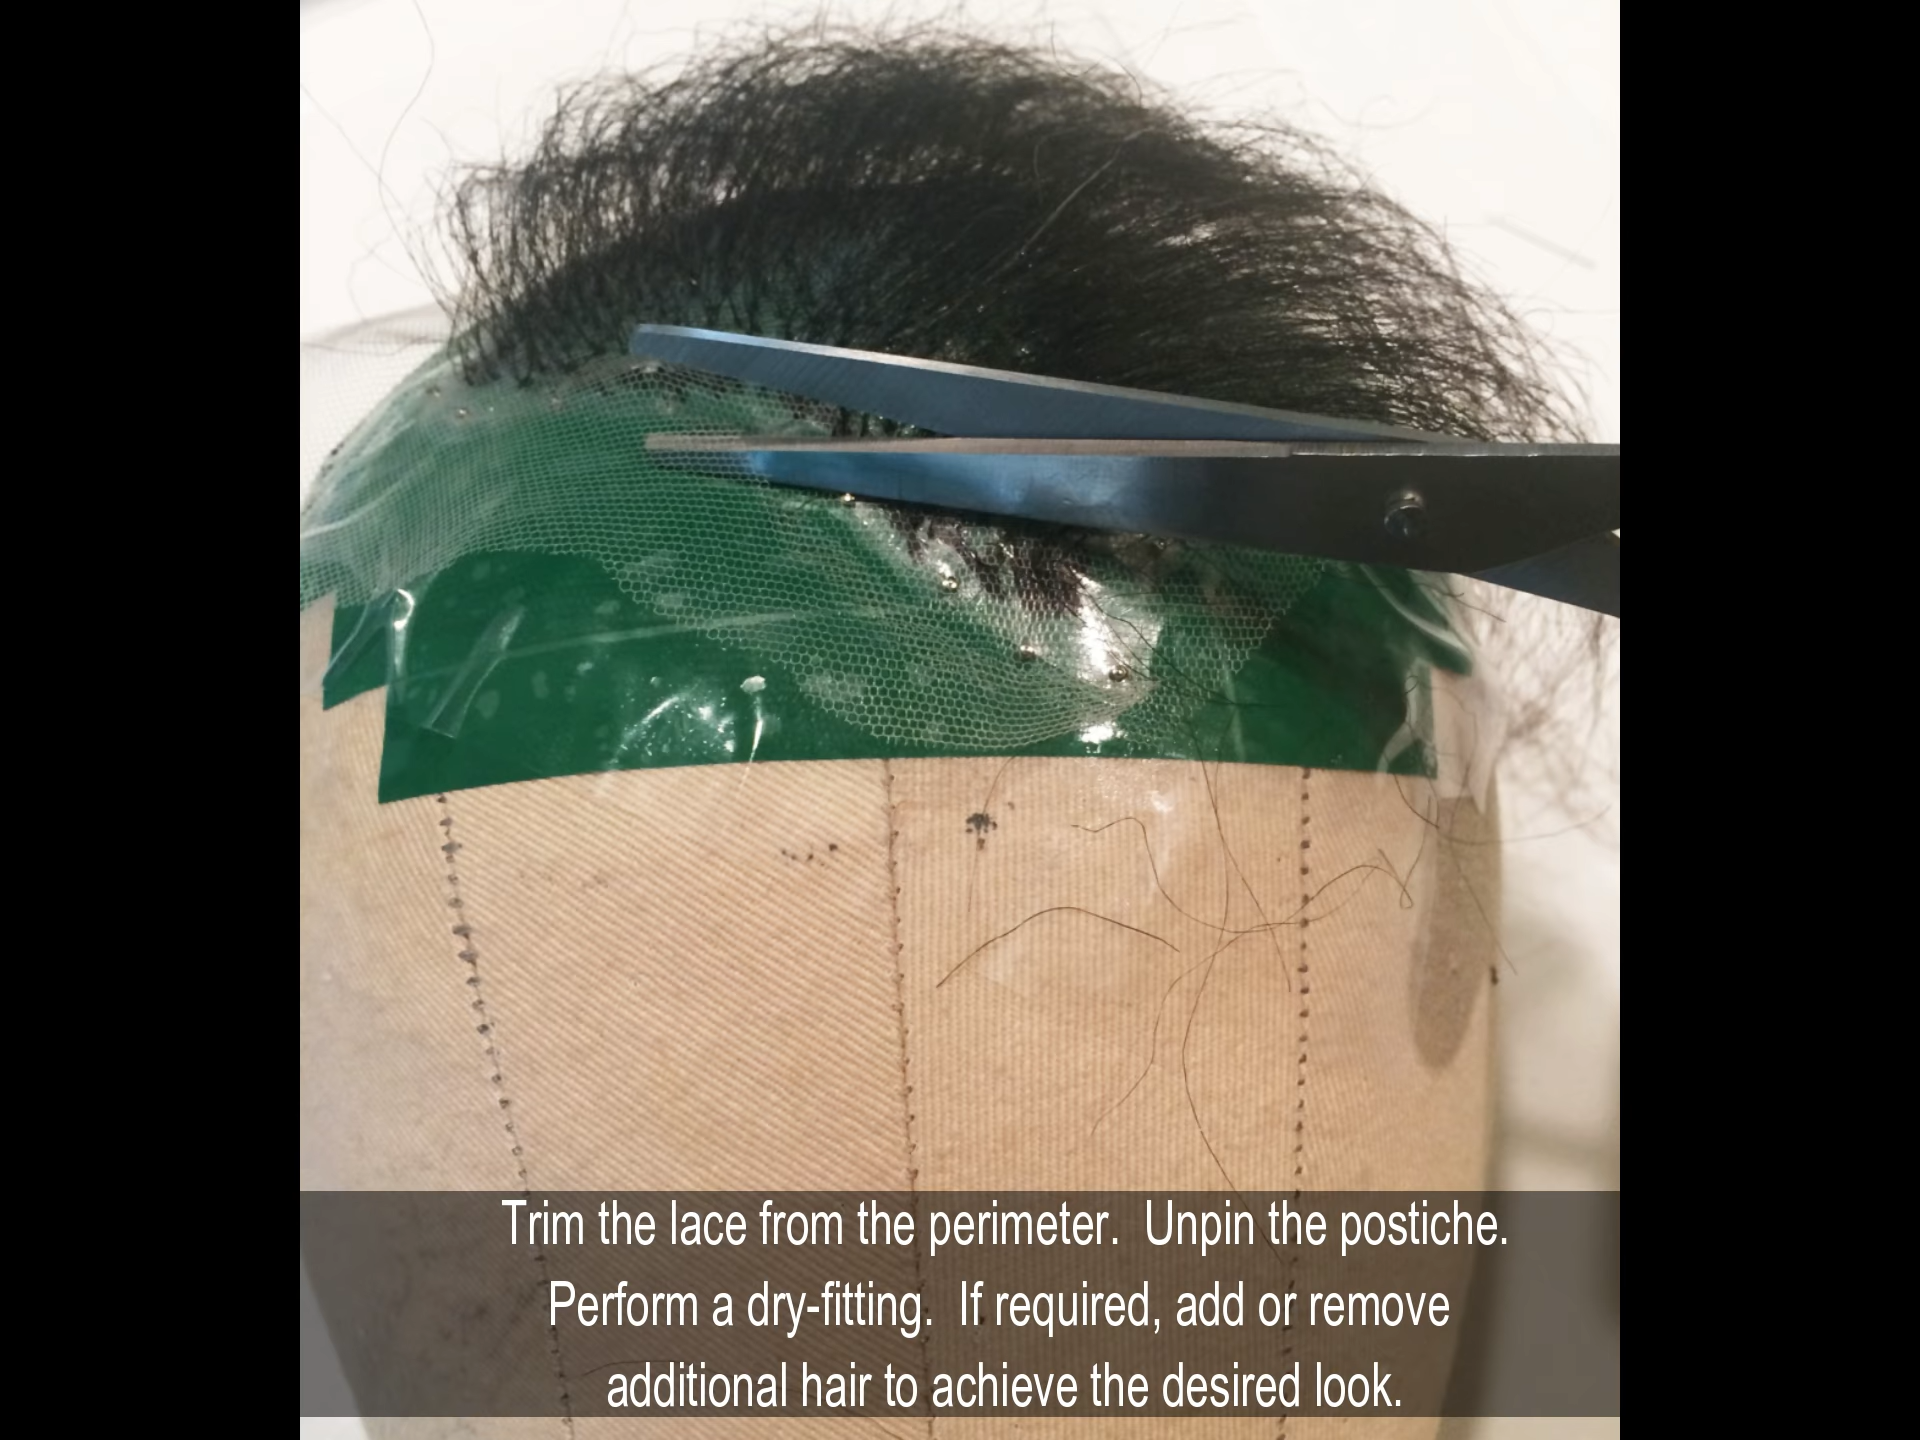 Trim the lace from the perimeter.  Unpin the postiche.
Perform a dry-fitting.  If required, add or remove
additional hair to achieve the desired look.